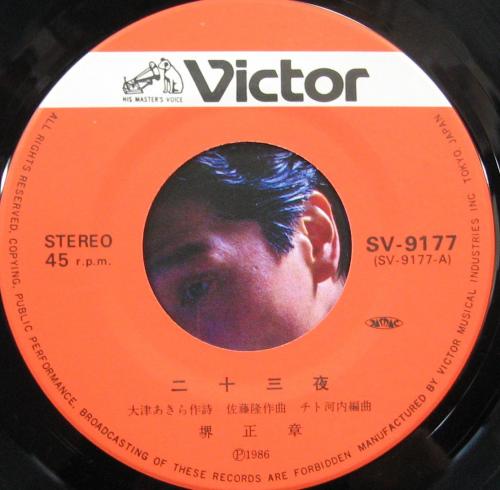 HIS MASTER'S VOICE
Victor
STEREO
45 r.p.m.
SV-9177
(SV-9177-A)
二十三夜
大津あきら作詩 佐藤隆作曲 チト河内編曲
堺正章
Ⓟ1986
ALL RIGHTS RESERVED. COPYING, PUBLIC PERFORMANCE, BROADCASTING OF THESE RECORDS ARE FORBIDDEN MANUFACTURED BY VICTOR MUSICAL INDUSTRIES INC TOKYO, JAPAN